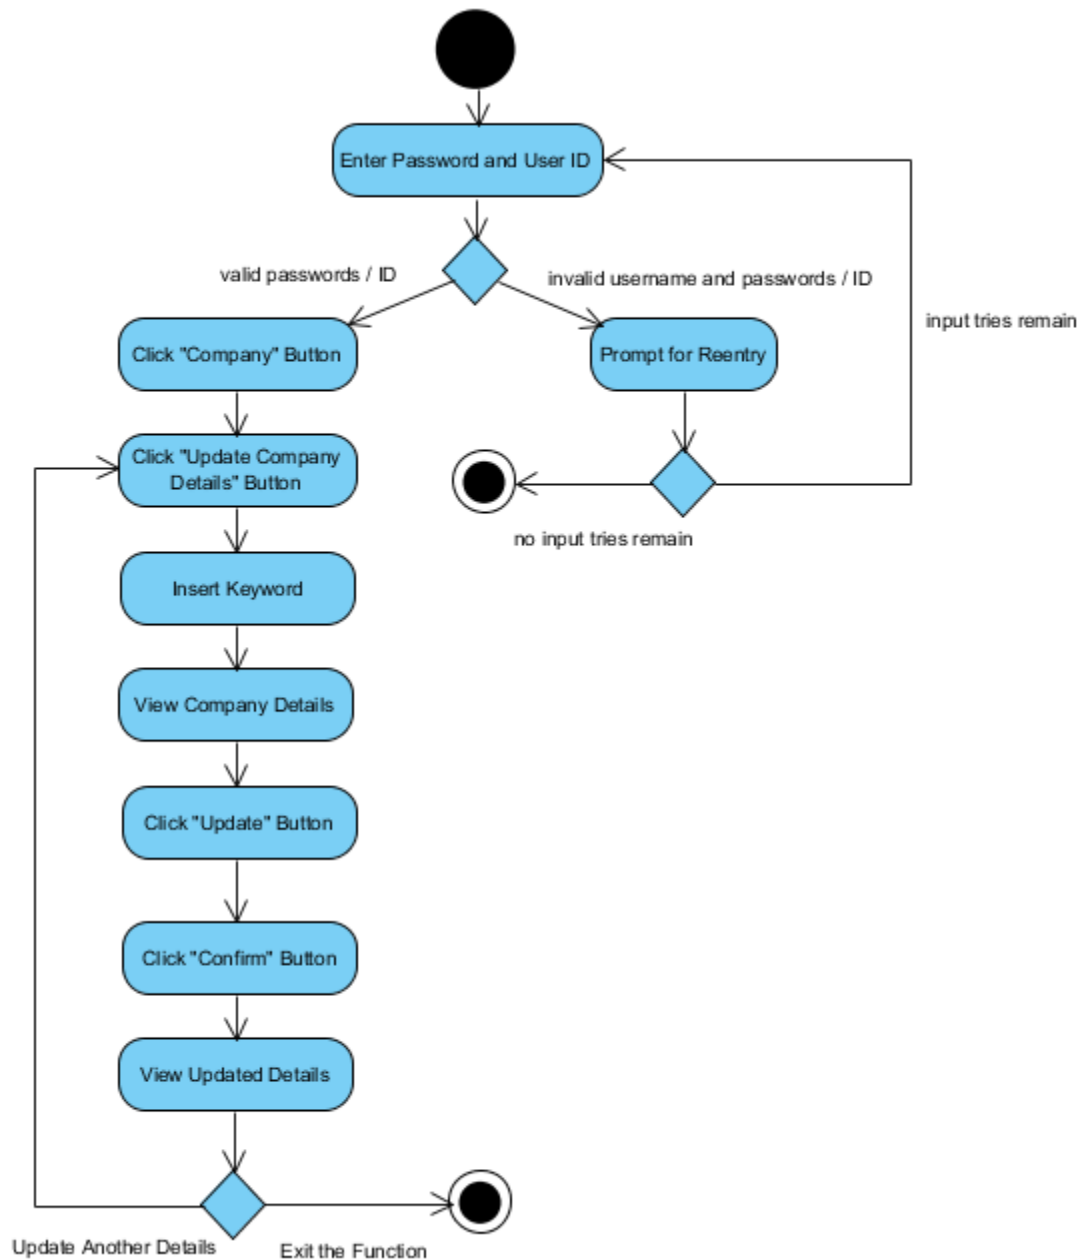 Enter Password and User ID
valid passwords / ID
invalid username and passwords / ID
input tries remain
Click "Company" Button
Prompt for Reentry
Click "Update Company
Details" Button
no input tries remain
Insert Keyword
View Company Details
Click "Update" Button
Click "Confirm" Button
View Updated Details
Update Another Details
Exit the Function